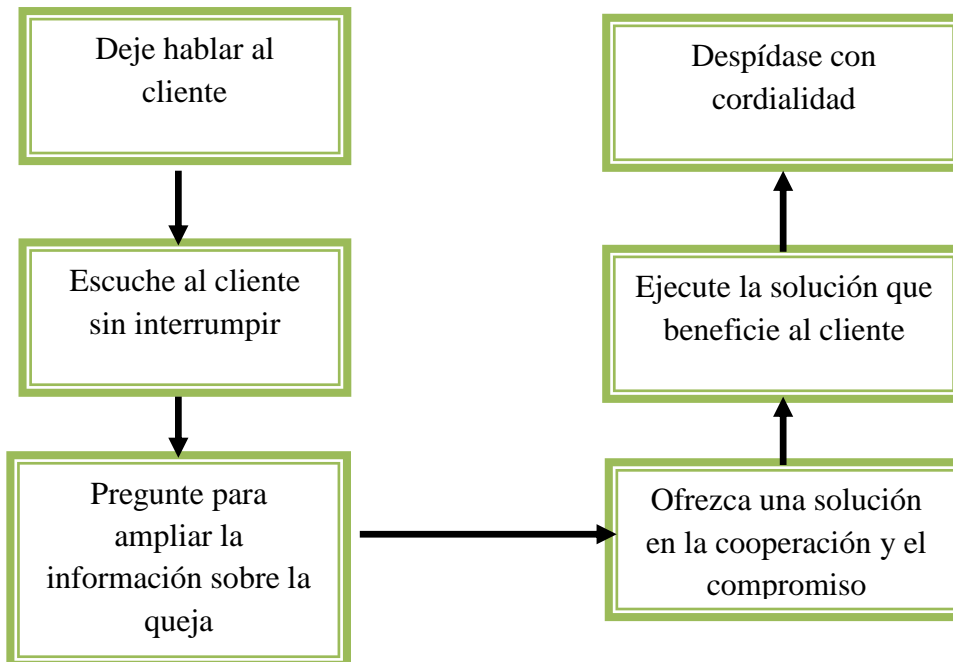 Deje hablar al
cliente
Escuche al cliente
sin interrumpir
Pregunte para
ampliar la
información sobre la
queja
Ofrezca una solución
en la cooperación y el
compromiso
Ejecute la solución que
beneficie al cliente
Despídase con
cordialidad